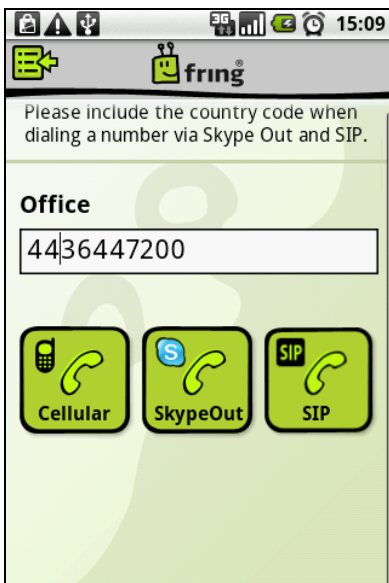 3G 15:09
fring
Please include the country code when
dialing a number via Skype Out and SIP.
Office
4436447200
S SIP
Cellular SkypeOut SIP